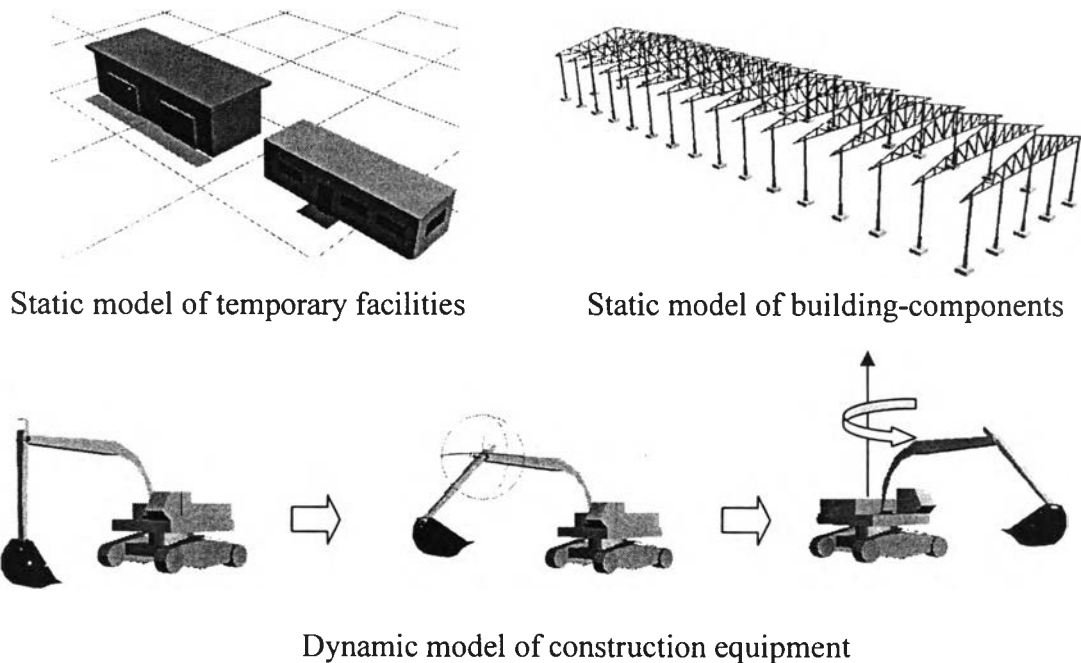 Static model of temporary facilities
Static model of building-components
Dynamic model of construction equipment